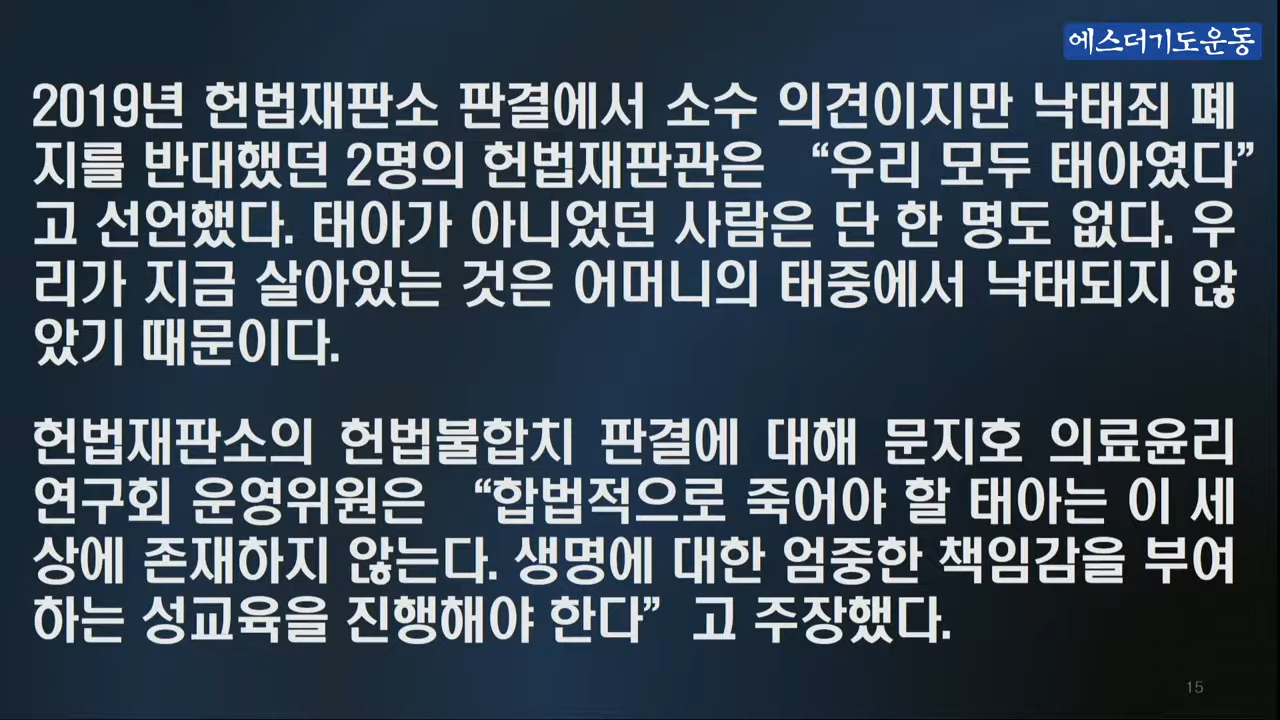 에스더기도운동
2019년 헌법재판소 판결에서 소수 의견이지만 낙태죄 폐
지를 반대했던 2명의 헌법재판관은 “우리 모두 태아였다”
고 선언했다. 태아가 아니었던 사람은 단 한 명도 없다. 우
리가 지금 살아있는 것은 어머니의 태중에서 낙태되지 않
았기 때문이다.
헌법재판소의 헌법불합치 판결에 대해 문지호 의료윤리
연구회 운영위원은 “합법적으로 죽어야 할 태아는 이 세
상에 존재하지 않는다. 생명에 대한 엄중한 책임감을 부여
하는 성교육을 진행해야 한다” 고 주장했다.
15